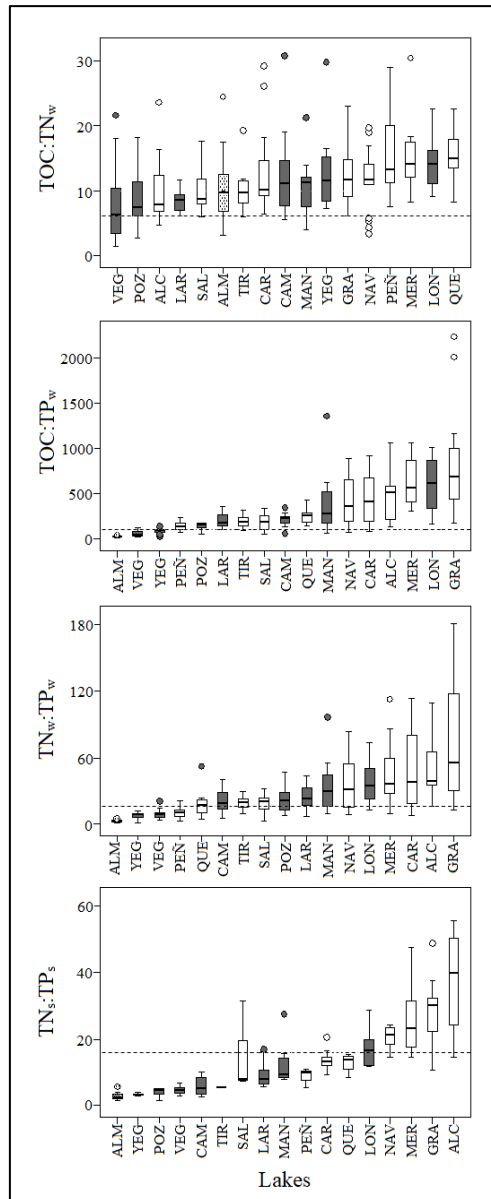 TOC:TNw
30
20
10
0
VEG POZ ALC LAR SAL ALM TIR CAR CAM MAN YEG GRA NAV PEÑ MER LON QUE
TOC:TPw
2000
1500
1000
500
0
ALM VEG YEG PEÑ POZ LAR TIR SAL CAM QUE MAN NAV CAR ALC MER LON GRA
TNw:TPw
180
120
60
0
ALM YEG VEG PEÑ QUE CAM TIR SAL POZ LAR MAN NAV LON MER CAR ALC GRA
TNs:TPs
60
40
20
0
ALM YEG POZ VEG CAM TIR SAL LAR MAN PEÑ CAR QUE LON NAV MER GRA ALC
Lakes